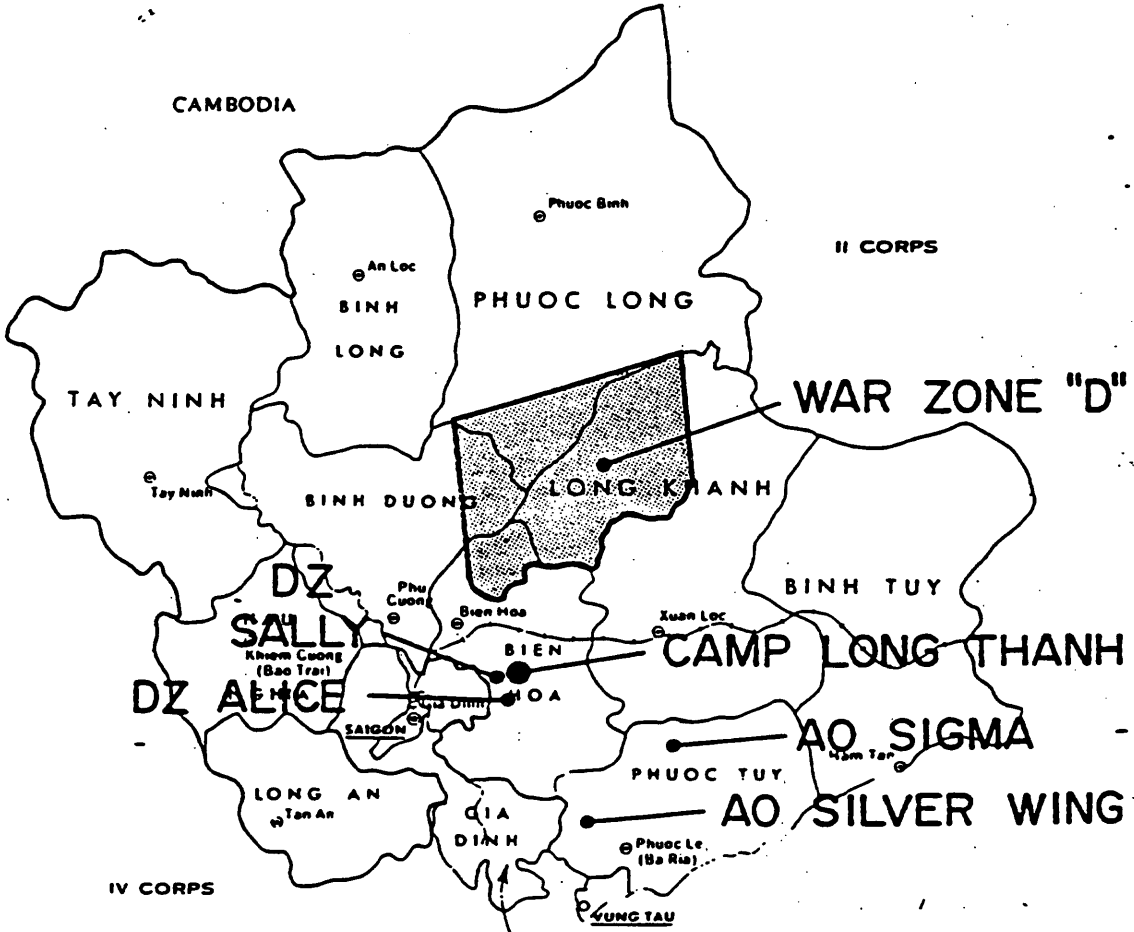 CAMBODIA
Phuoc Binh
II CORPS
An Loc
BINH
LONG
PHUOC LONG
TAY NINH
WAR ZONE "D"
Tay Ninh
BINH DUONG
LONG KHANH
DZ
SALLY
Phu
Cuong
Bien Hoa
BINH TUY
Xuan Loc
Khiem Cuong
(Bao Trai)
BIEN
HOA
CAMP LONG THANH
DZ ALICE
Gia Dinh
SAIGON
AO SIGMA
Ham Tan
PHUOC TUY
LONG AN
Tan An
GIA
DINH
AO SILVER WING
Phuoc Le
(Ba Ria)
IV CORPS
VUNG TAU